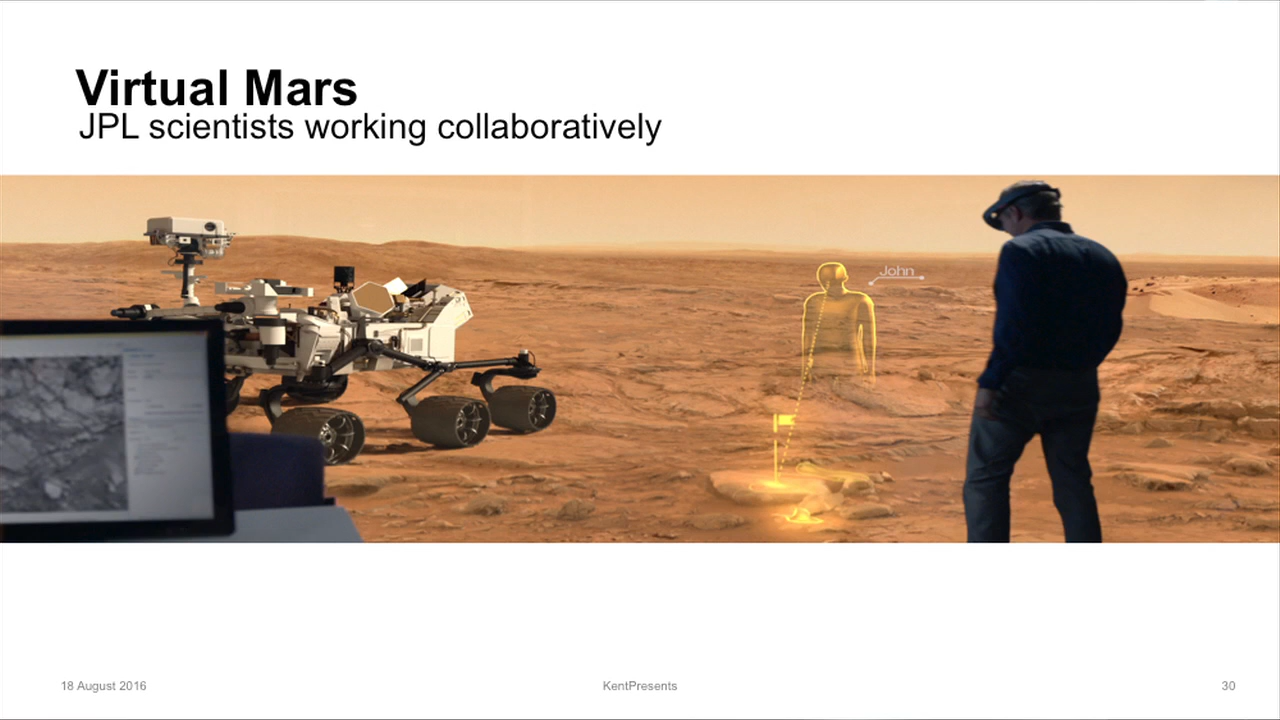 Virtual Mars
JPL scientists working collaboratively
John
18 August 2016
KentPresents
30